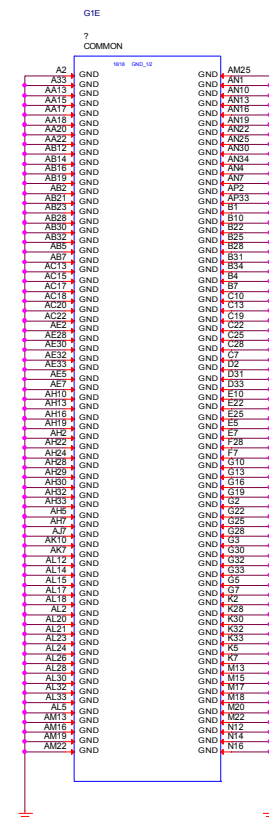 G1E
?
COMMON
16/18 GND_1/2
A2 GND GND AM25
A33 GND GND AN1
AA13 GND GND AN10
AA15 GND GND AN13
AA17 GND GND AN16
AA18 GND GND AN19
AA20 GND GND AN22
AA22 GND GND AN25
AB12 GND GND AN30
AB14 GND GND AN34
AB16 GND GND AN4
AB19 GND GND AN7
AB2 GND GND AP2
AB21 GND GND AP33
AB23 GND GND B1
AB28 GND GND B10
AB30 GND GND B22
AB32 GND GND B25
AB5 GND GND B28
AB7 GND GND B31
AC13 GND GND B34
AC15 GND GND B4
AC17 GND GND B7
AC18 GND GND C10
AC20 GND GND C13
AC22 GND GND C19
AE2 GND GND C22
AE28 GND GND C25
AE30 GND GND C28
AE32 GND GND C7
AE33 GND GND D2
AE5 GND GND D31
AE7 GND GND D33
AH10 GND GND E10
AH13 GND GND E22
AH16 GND GND E25
AH19 GND GND E5
AH2 GND GND E7
AH22 GND GND F28
AH24 GND GND F7
AH28 GND GND G10
AH29 GND GND G13
AH30 GND GND G16
AH32 GND GND G19
AH33 GND GND G2
AH5 GND GND G22
AH7 GND GND G25
AJ7 GND GND G28
AK10 GND GND G3
AK7 GND GND G30
AL12 GND GND G32
AL14 GND GND G33
AL15 GND GND G5
AL17 GND GND G7
AL18 GND GND K2
AL2 GND GND K28
AL20 GND GND K30
AL21 GND GND K32
AL23 GND GND K33
AL24 GND GND K5
AL26 GND GND K7
AL28 GND GND M13
AL30 GND GND M15
AL32 GND GND M17
AL33 GND GND M18
AL5 GND GND M20
AM13 GND GND M22
AM16 GND GND N12
AM19 GND GND N14
AM22 GND GND N16